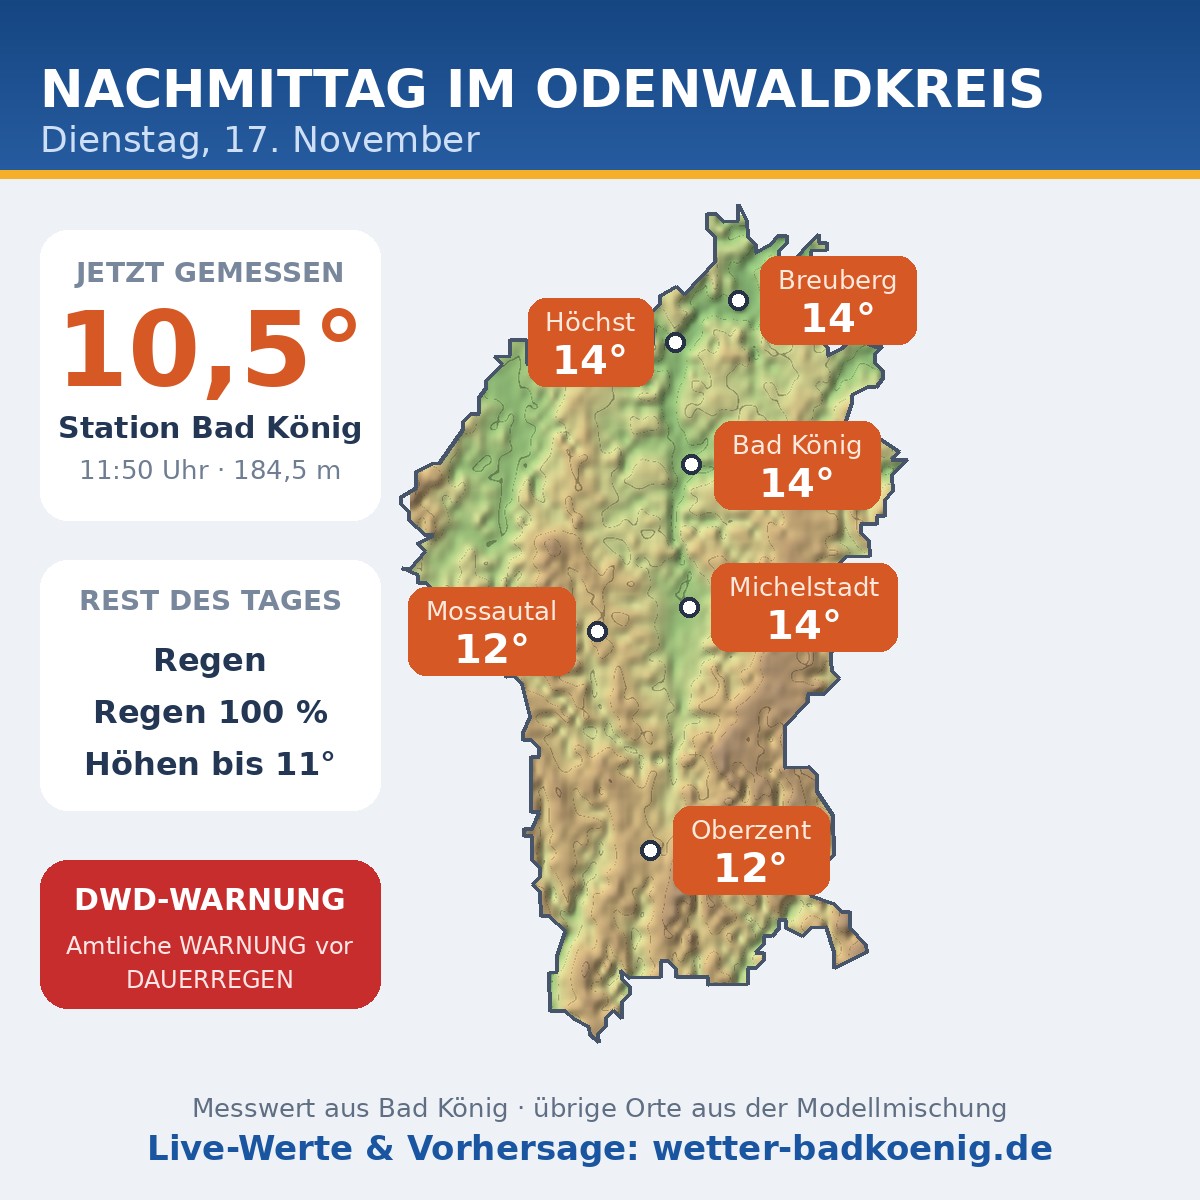 NACHMITTAG IM ODENWALDKREIS
Dienstag, 17. November
JETZT GEMESSEN
10,5°
Station Bad König
11:50 Uhr · 184,5 m
REST DES TAGES
Regen
Regen 100 %
Höhen bis 11°
DWD-WARNUNG
Amtliche WARNUNG vor
DAUERREGEN
Breuberg
14°
Höchst
14°
Bad König
14°
Michelstadt
14°
Mossautal
12°
Oberzent
12°
Messwert aus Bad König · übrige Orte aus der Modellmischung
Live-Werte & Vorhersage: wetter-badkoenig.de